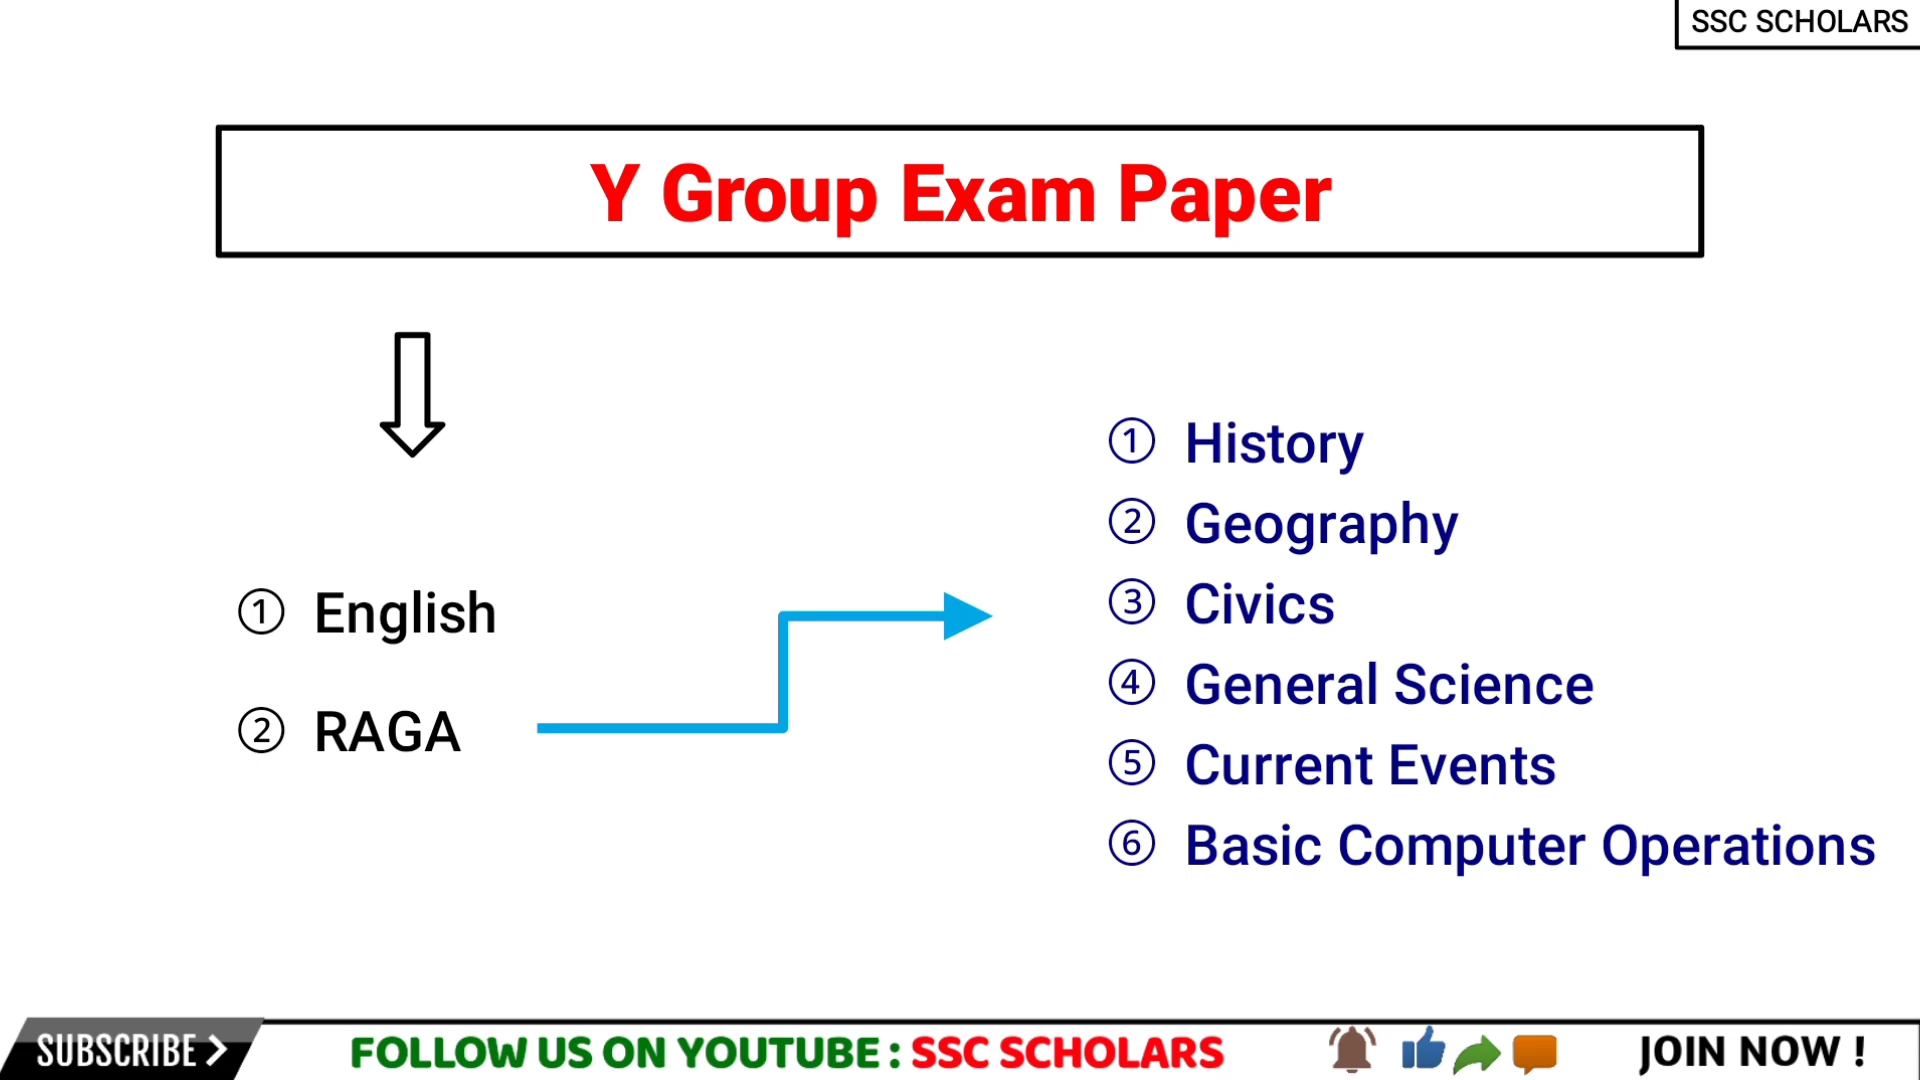 SSC SCHOLARS
Y Group Exam Paper
① English
② RAGA
① History
② Geography
③ Civics
④ General Science
⑤ Current Events
⑥ Basic Computer Operations
SUBSCRIBE >
FOLLOW US ON YOUTUBE : SSC SCHOLARS
JOIN NOW !